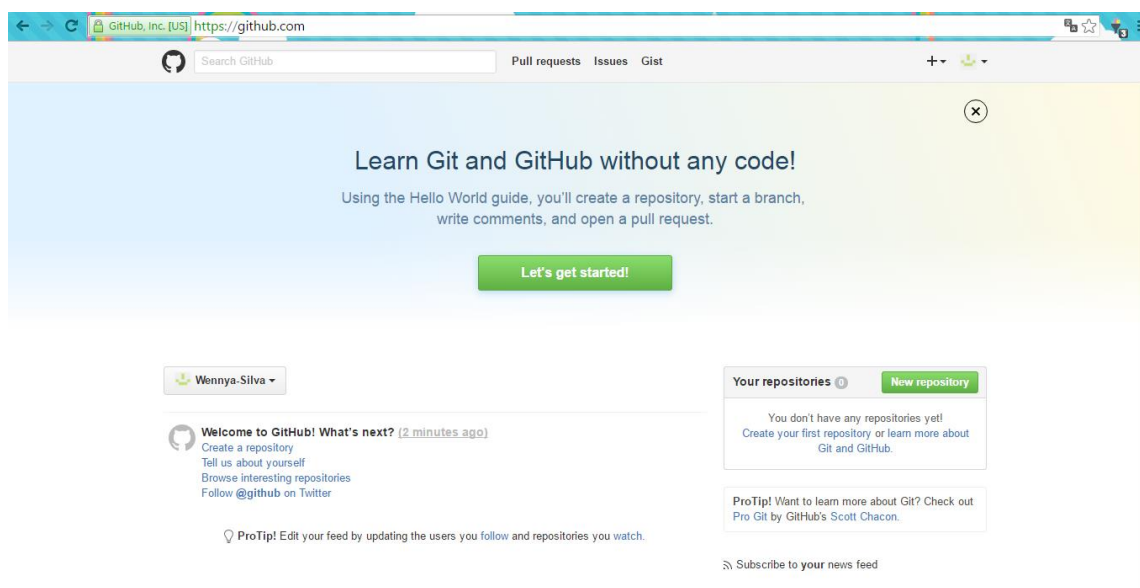 GitHub, Inc. [US] https://github.com
3
Search GitHub Pull requests Issues Gist
Learn Git and GitHub without any code!
Using the Hello World guide, you'll create a repository, start a branch,
write comments, and open a pull request.
Let's get started!
Wennya-Silva
Welcome to GitHub! What's next? (2 minutes ago)
Create a repository
Tell us about yourself
Browse interesting repositories
Follow @github on Twitter
ProTip! Edit your feed by updating the users you follow and repositories you watch.
Your repositories 0 New repository
You don't have any repositories yet!
Create your first repository or learn more about
Git and GitHub.
ProTip! Want to learn more about Git? Check out
Pro Git by GitHub's Scott Chacon.
Subscribe to your news feed